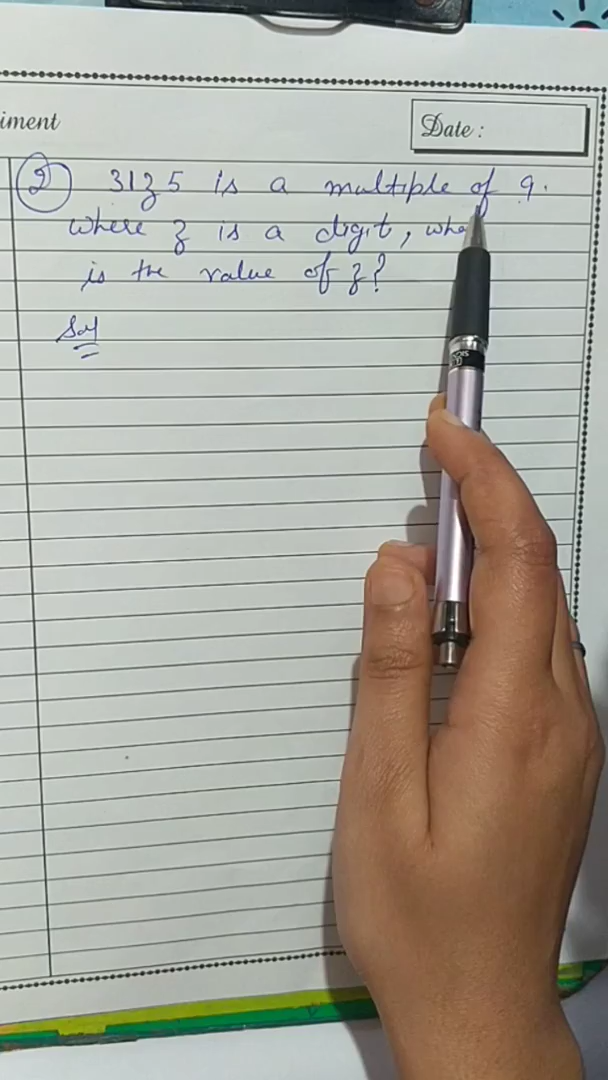 iment
Date :
2 31z5 is a multiple of 9.
where z is a digit, wha
is the value of z?
Sol